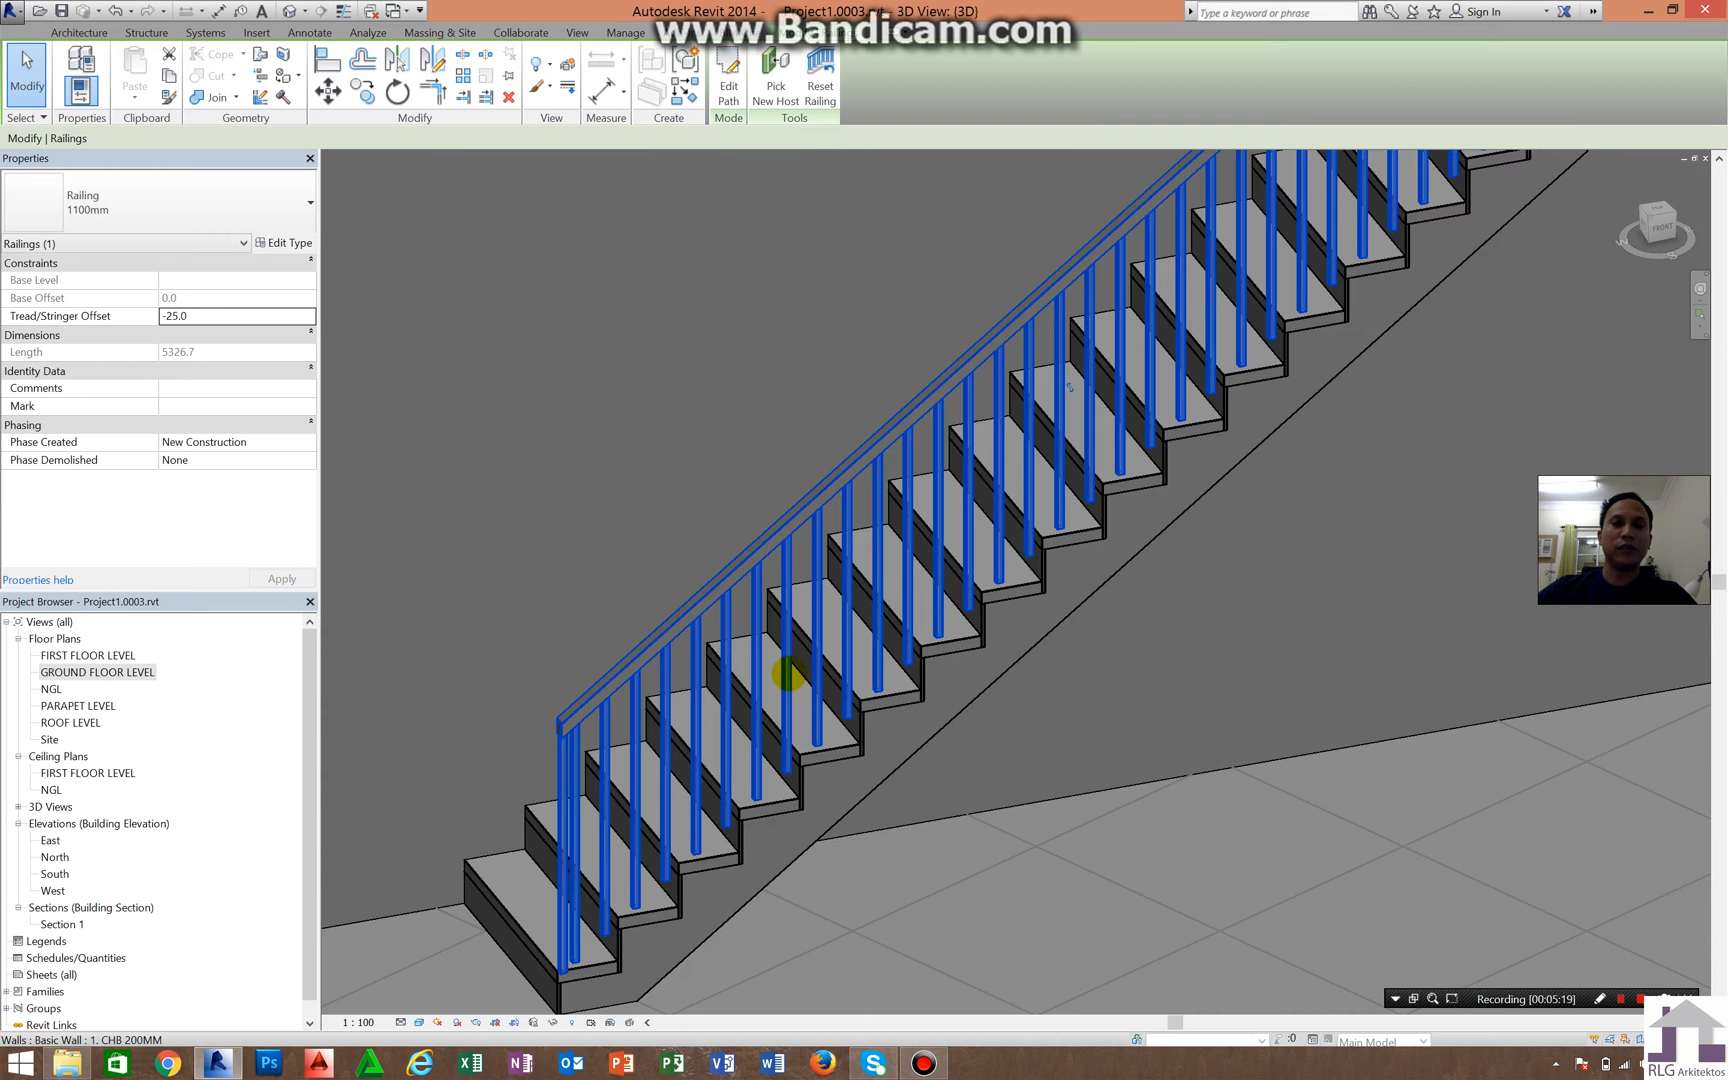 Autodesk Revit 2014 - Project1.0003.rvt - 3D View: {3D}
Type a keyword or phrase
Sign In
www.Bandicam.com
Architecture Structure Systems Insert Annotate Analyze Massing & Site Collaborate View Manage
Modify
Paste
Cope
Cut
Join
Edit Path
Pick New Host
Reset Railing
Select Properties Clipboard Geometry Modify View Measure Create Mode Tools
Modify | Railings
Properties
Railing
1100mm
Railings (1)
Edit Type
Constraints
Base Level
Base Offset 0.0
Tread/Stringer Offset -25.0
Dimensions
Length 5326.7
Identity Data
Comments
Mark
Phasing
Phase Created New Construction
Phase Demolished None
Properties help
Apply
Project Browser - Project1.0003.rvt
Views (all)
Floor Plans
FIRST FLOOR LEVEL
GROUND FLOOR LEVEL
NGL
PARAPET LEVEL
ROOF LEVEL
Site
Ceiling Plans
FIRST FLOOR LEVEL
NGL
3D Views
Elevations (Building Elevation)
East
North
South
West
Sections (Building Section)
Section 1
Legends
Schedules/Quantities
Sheets (all)
Families
Groups
Revit Links
FRONT
1 : 100
Recording [00:05:19]
Walls : Basic Wall : 1. CHB 200MM
:0
Main Model
RLG Arkitektos